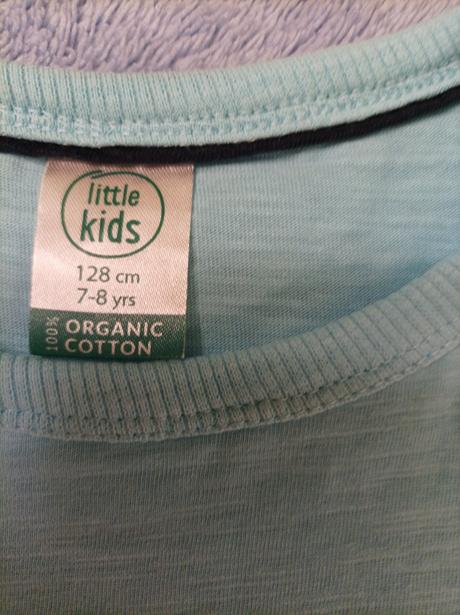 little
kids
128 cm
7-8 yrs
100% ORGANIC
COTTON